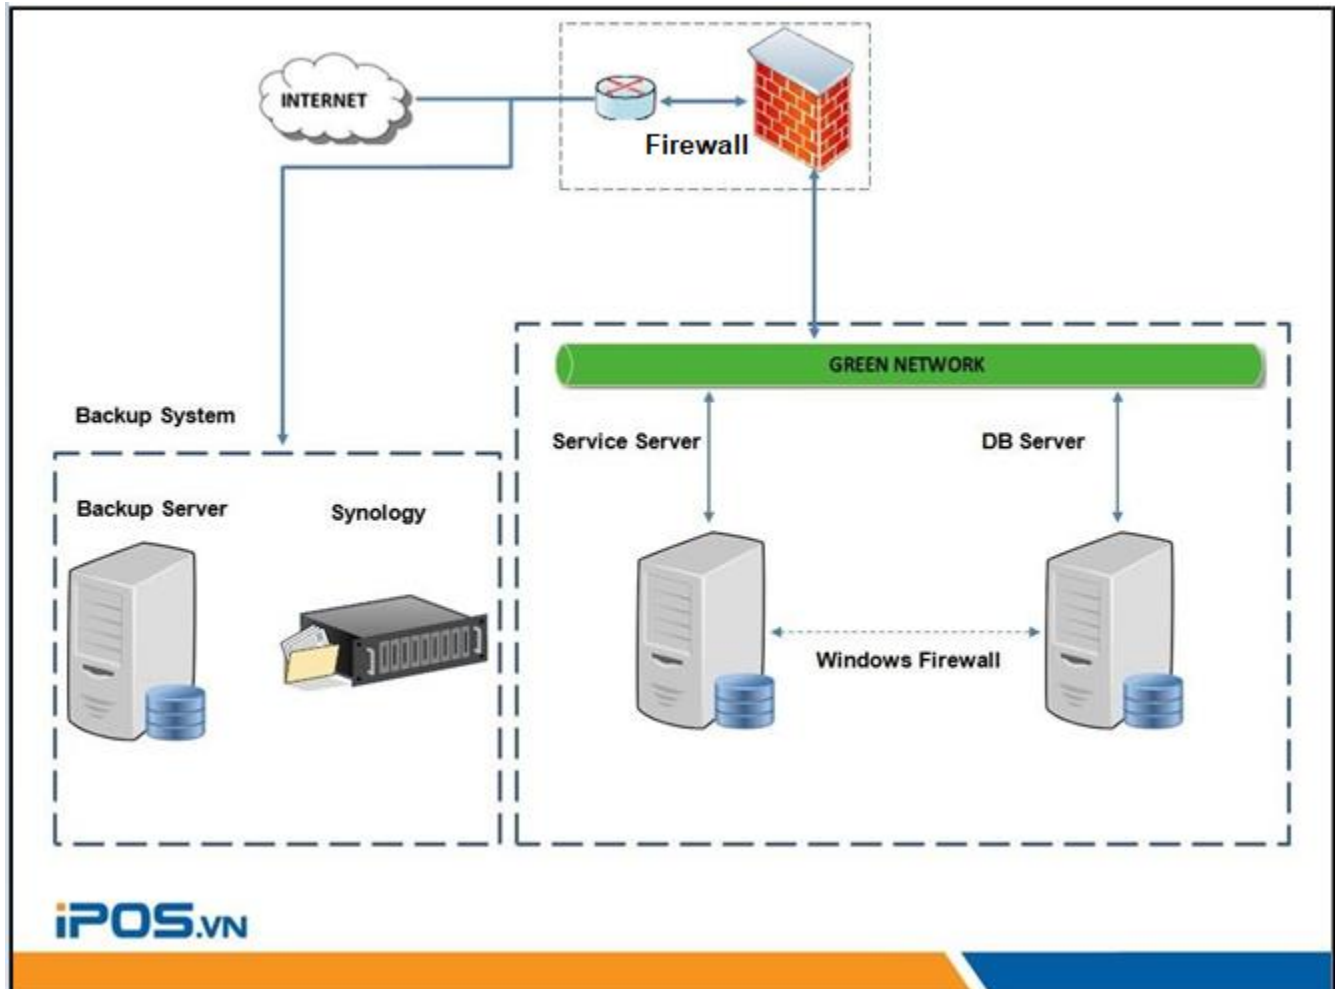 INTERNET
Firewall
GREEN NETWORK
Backup System
Service Server
DB Server
Backup Server
Synology
Windows Firewall
iPOS.VN